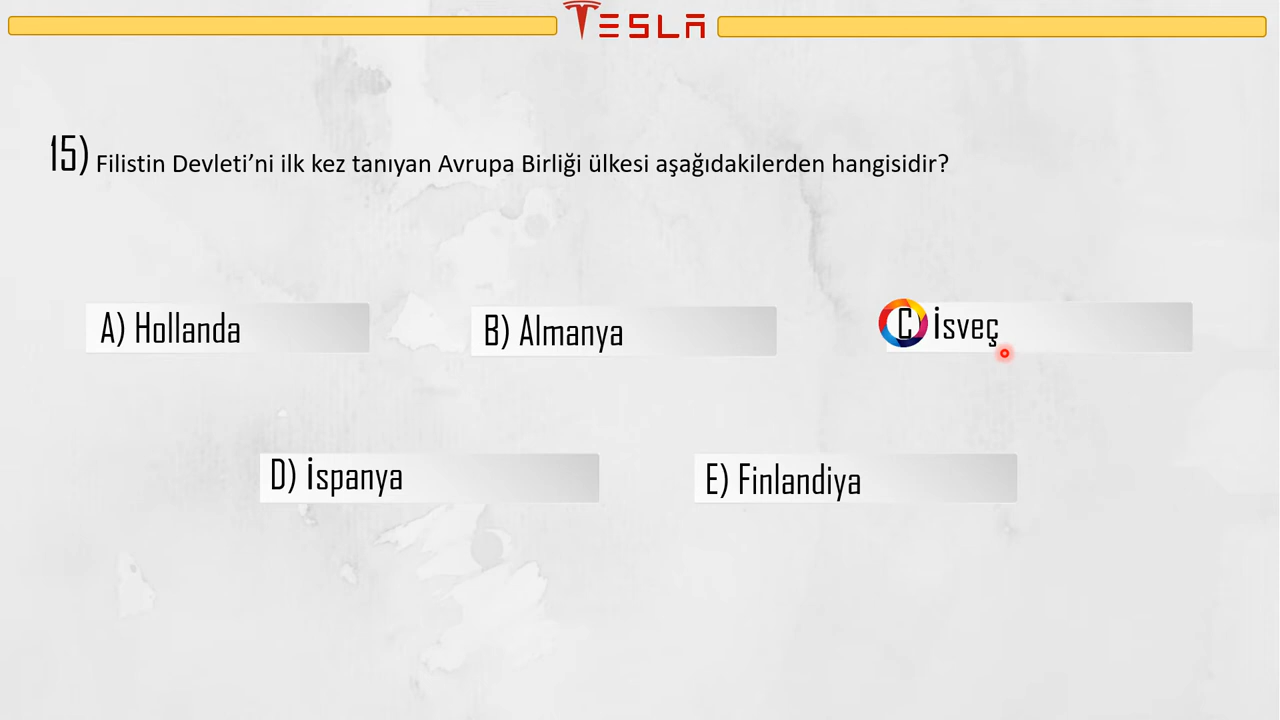 TESLA
15) Filistin Devleti’ni ilk kez tanıyan Avrupa Birliği ülkesi aşağıdakilerden hangisidir?
A) Hollanda
B) Almanya
C) İsveç
D) İspanya
E) Finlandiya